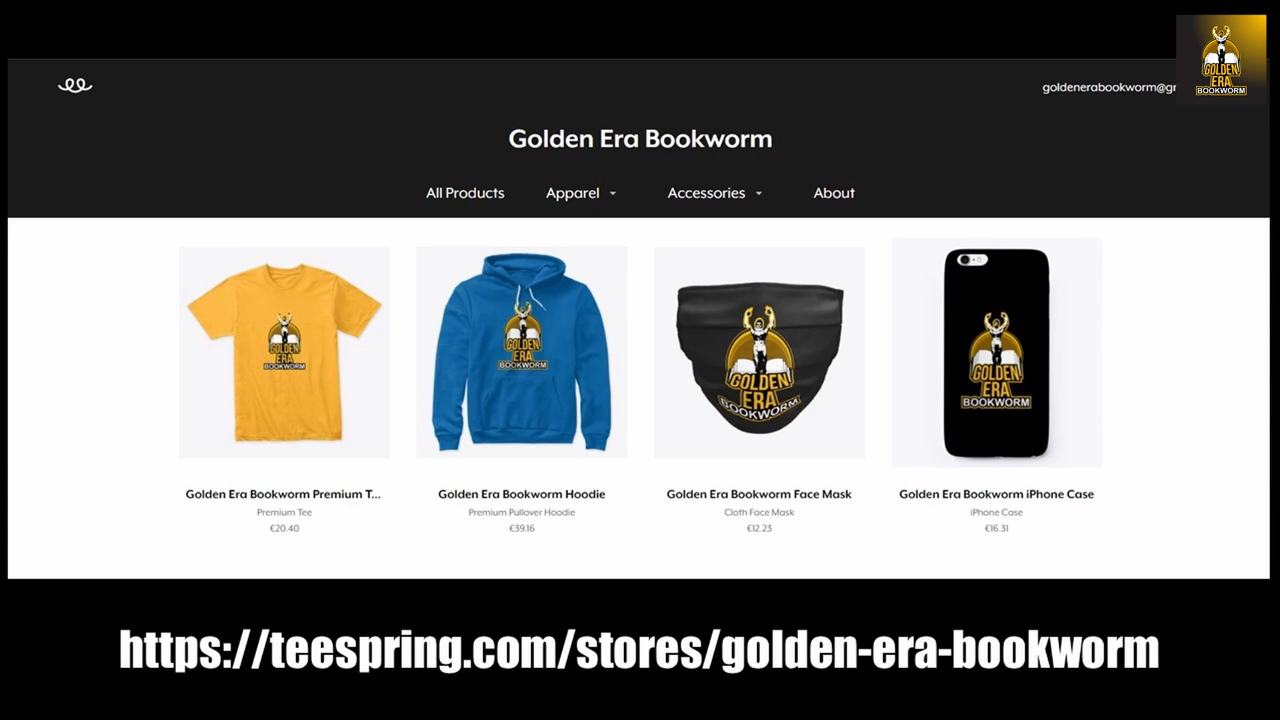 goldenerabookworm@g
GOLDEN
ERA
BOOKWORM
Golden Era Bookworm
All Products Apparel Accessories About
GOLDEN
ERA
BOOKWORM
GOLDEN
ERA
BOOKWORM
GOLDEN
ERA
BOOKWORM
GOLDEN
ERA
BOOKWORM
Golden Era Bookworm Premium T...
Premium Tee
€20.40
Golden Era Bookworm Hoodie
Premium Pullover Hoodie
€39.16
Golden Era Bookworm Face Mask
Cloth Face Mask
€12.23
Golden Era Bookworm iPhone Case
iPhone Case
€16.31
https://teespring.com/stores/golden-era-bookworm